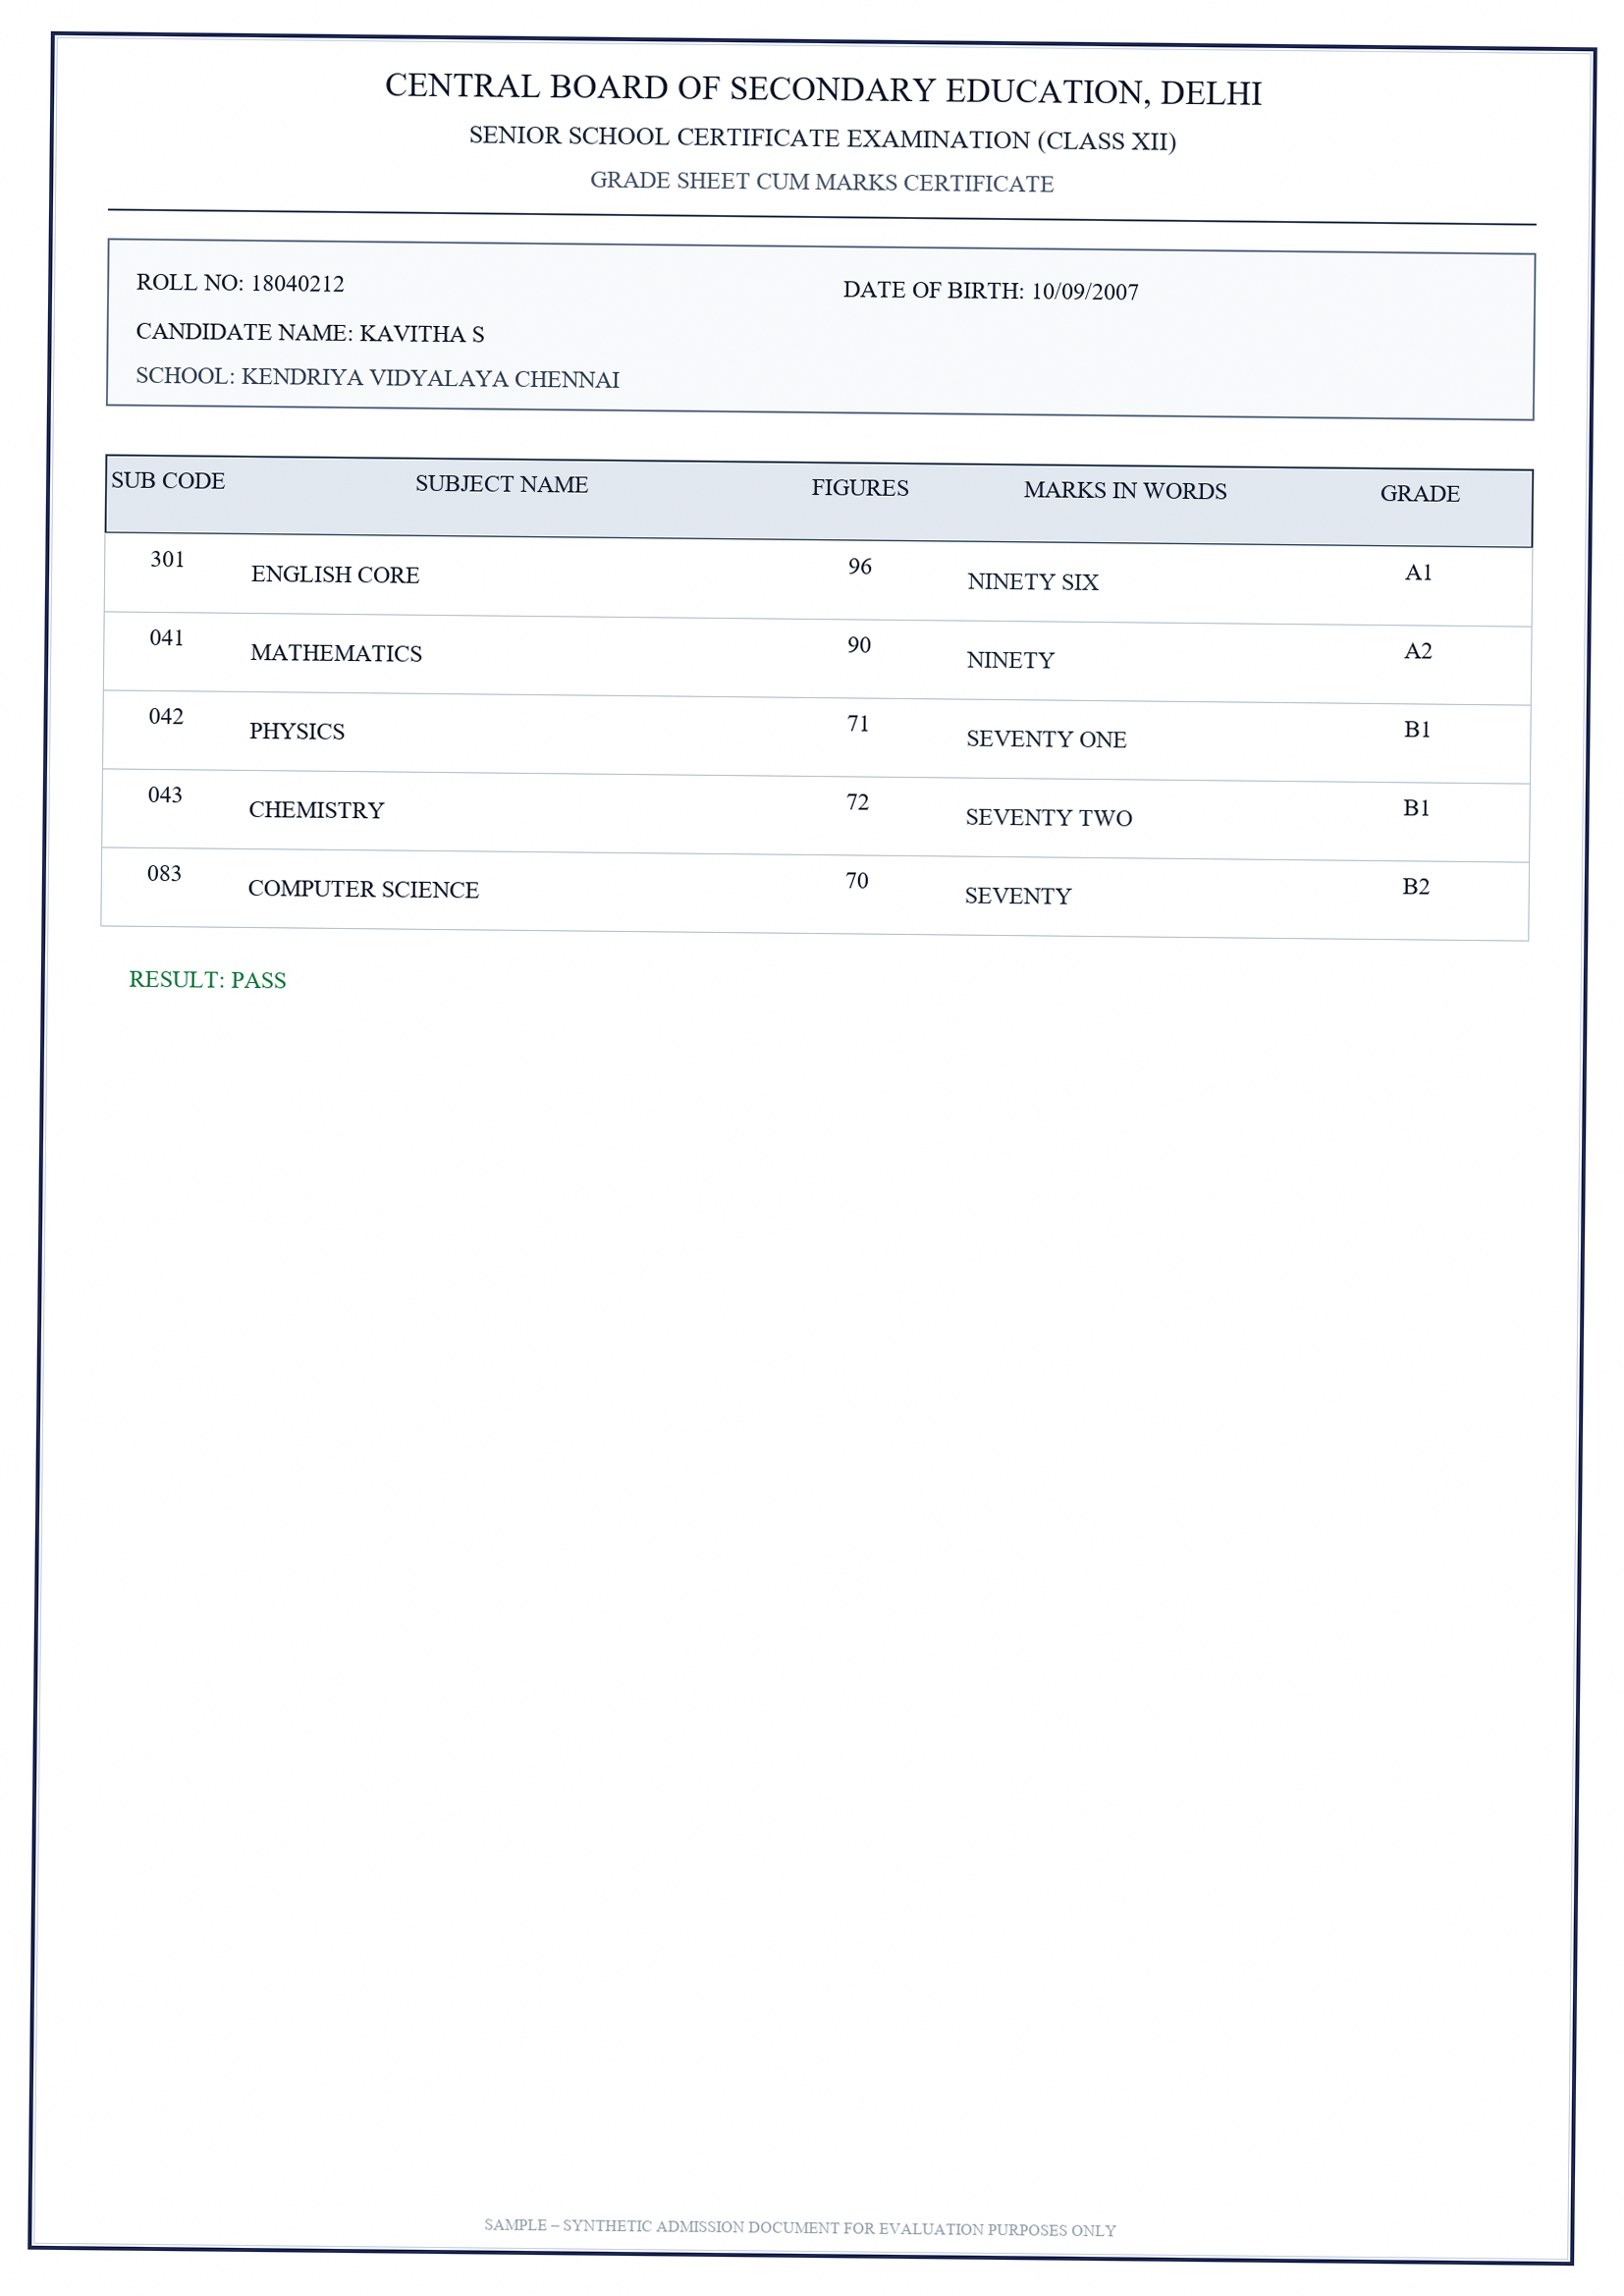 CENTRAL BOARD OF SECONDARY EDUCATION, DELHI
SENIOR SCHOOL CERTIFICATE EXAMINATION (CLASS XII)
GRADE SHEET CUM MARKS CERTIFICATE
ROLL NO: 18040212 DATE OF BIRTH: 10/09/2007
CANDIDATE NAME: KAVITHA S
SCHOOL: KENDRIYA VIDYALAYA CHENNAI
SUB CODE SUBJECT NAME FIGURES MARKS IN WORDS GRADE
301 ENGLISH CORE 96 NINETY SIX A1
041 MATHEMATICS 90 NINETY A2
042 PHYSICS 71 SEVENTY ONE B1
043 CHEMISTRY 72 SEVENTY TWO B1
083 COMPUTER SCIENCE 70 SEVENTY B2
RESULT: PASS
SAMPLE – SYNTHETIC ADMISSION DOCUMENT FOR EVALUATION PURPOSES ONLY